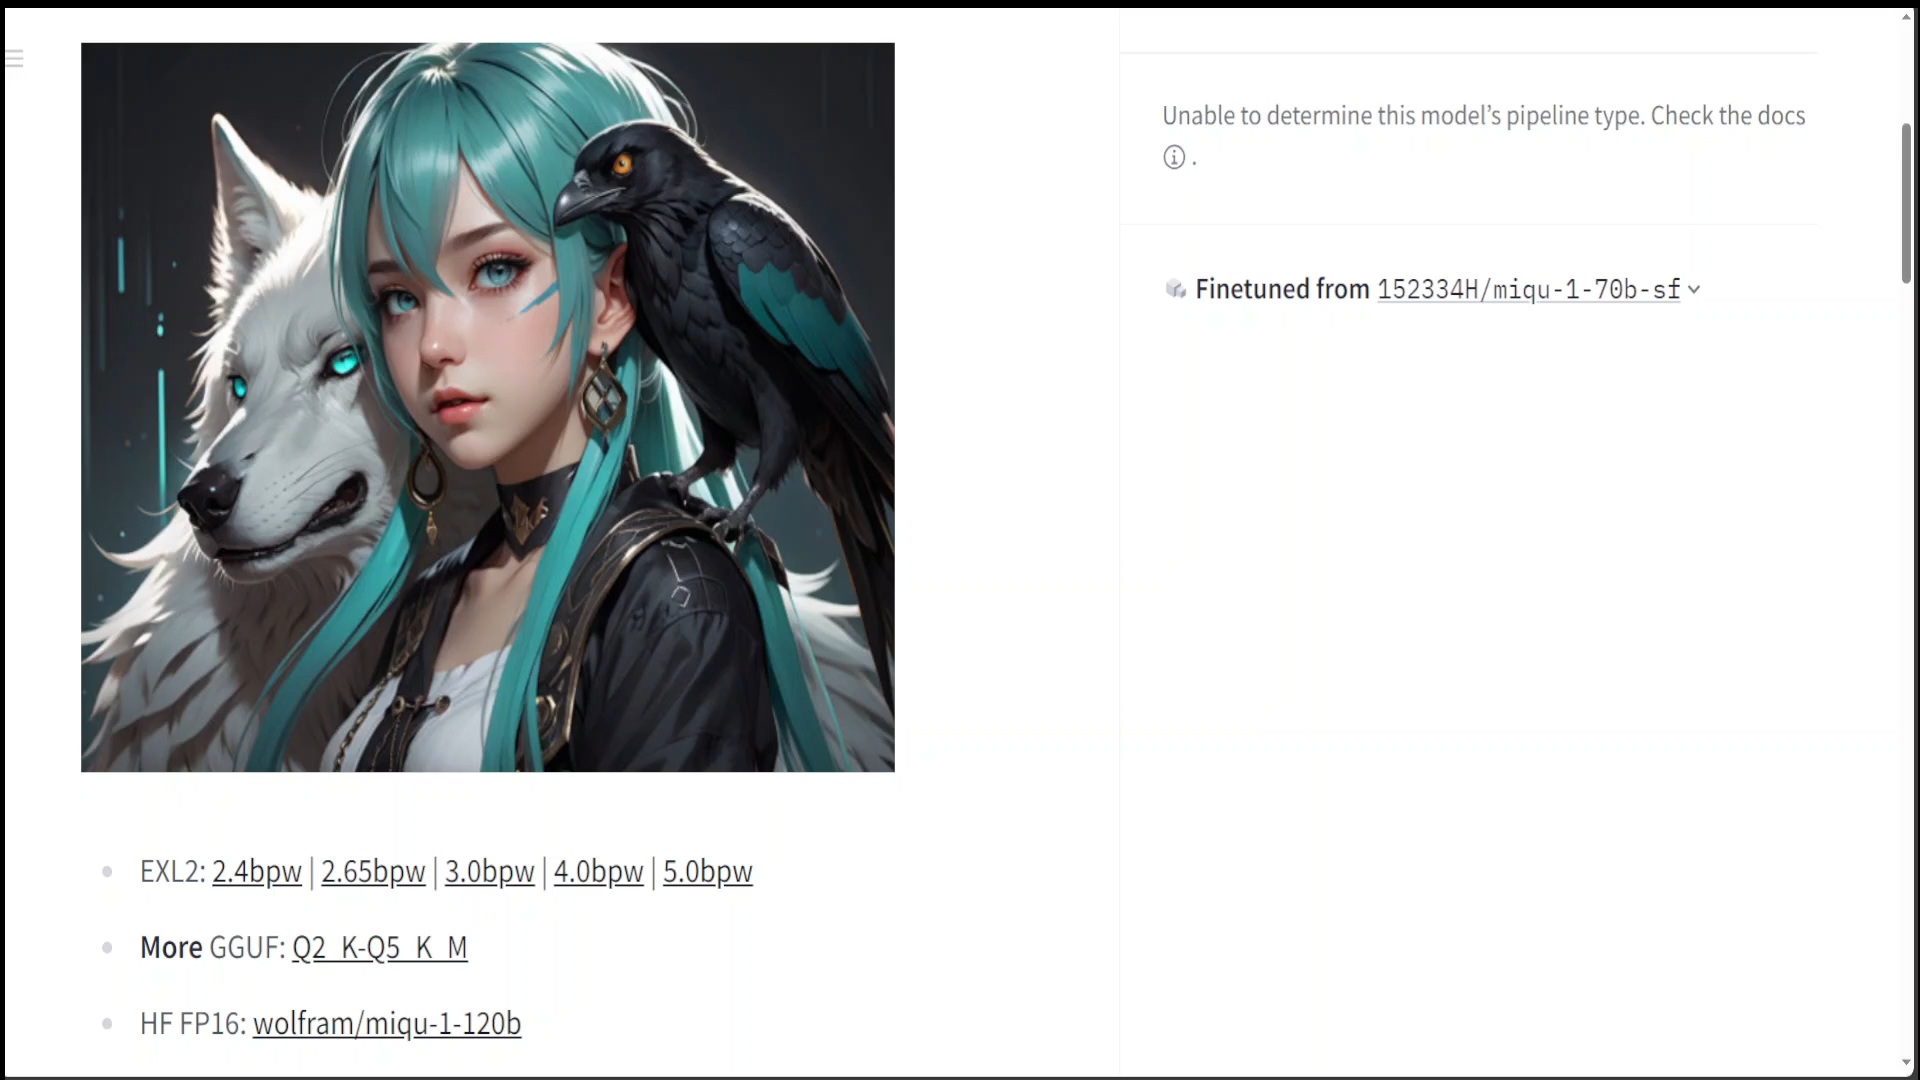 Unable to determine this model’s pipeline type. Check the docs
.
Finetuned from 152334H/miqu-1-70b-sf
EXL2: 2.4bpw | 2.65bpw | 3.0bpw | 4.0bpw | 5.0bpw
More GGUF: Q2_K-Q5_K_M
HF FP16: wolfram/miqu-1-120b